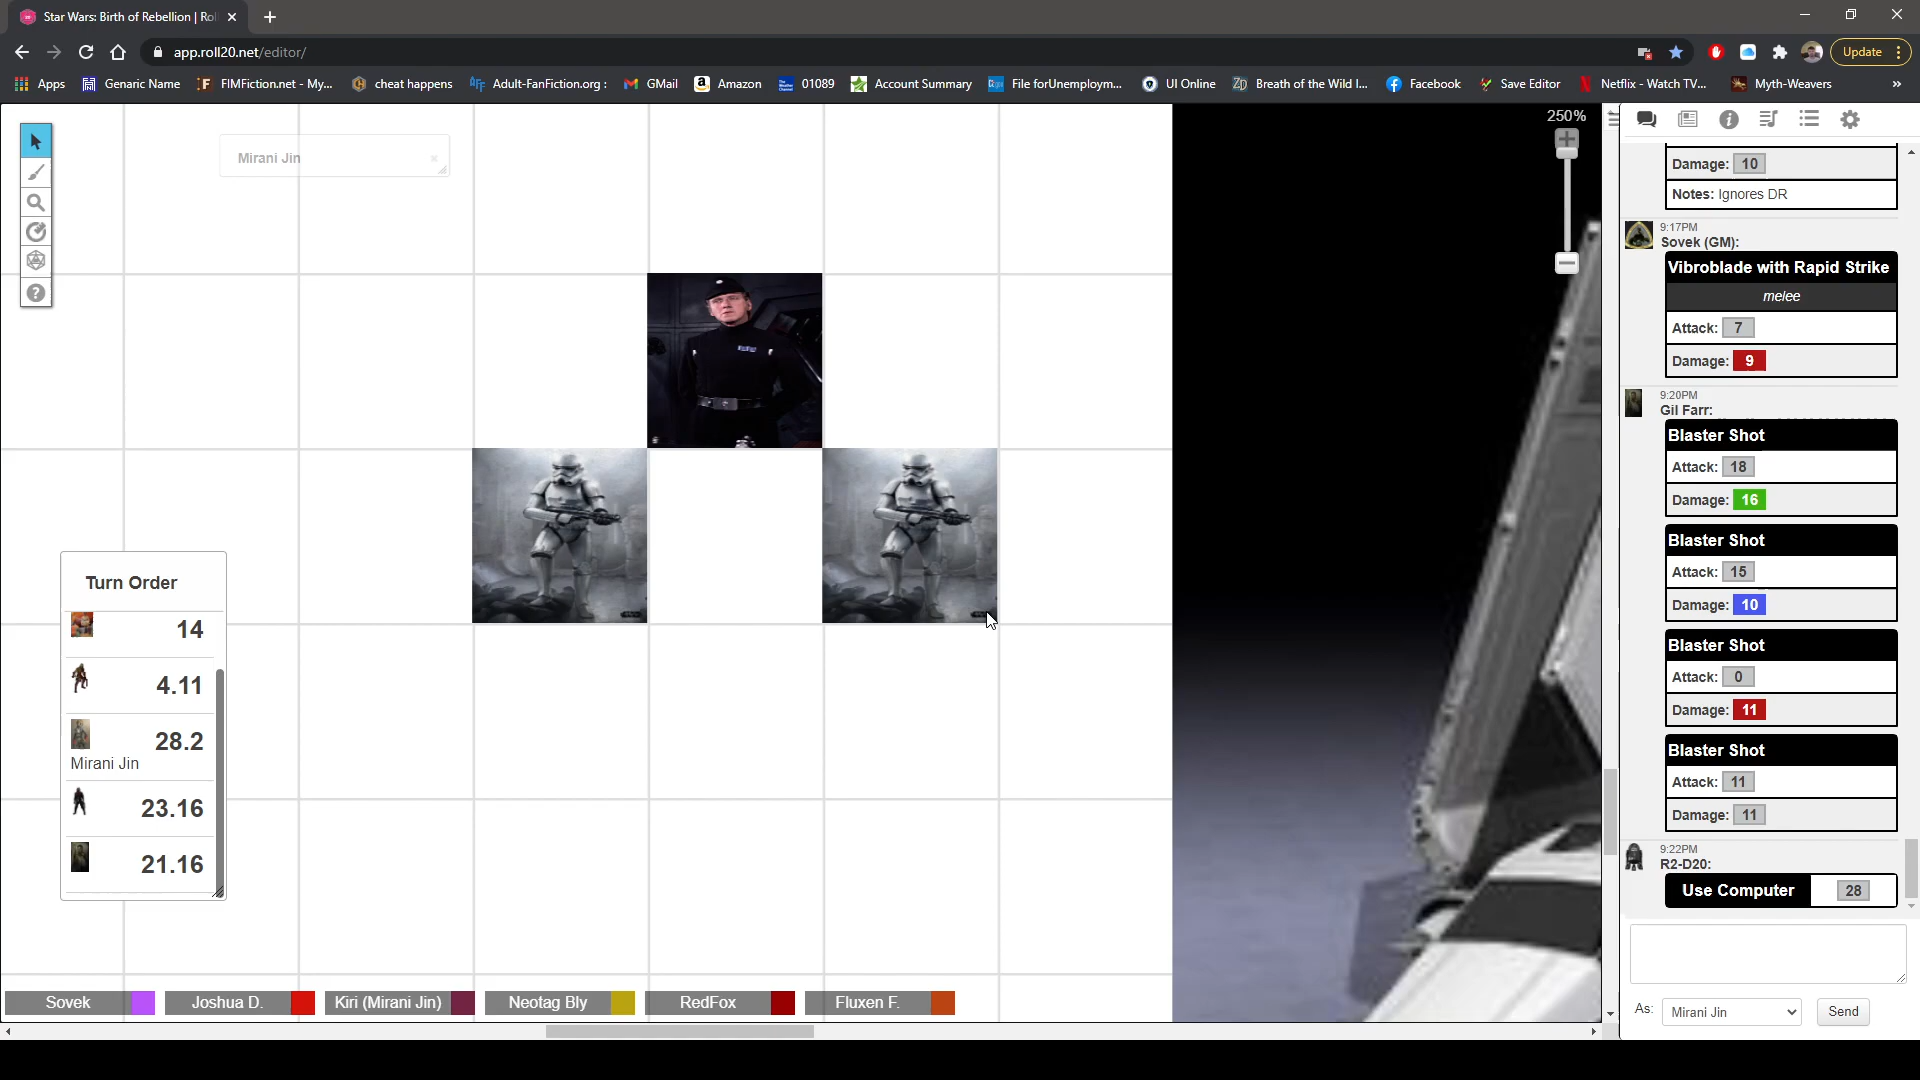 Star Wars: Birth of Rebellion | Rol
app.roll20.net/editor/
Update
Apps
Genaric Name
FIMFiction.net - My...
cheat happens
Adult-FanFiction.org :
GMail
Amazon
01089
Account Summary
File forUnemploym...
UI Online
Breath of the Wild I...
Facebook
Save Editor
Netflix - Watch TV...
Myth-Weavers
»
Mirani Jin
250%
Turn Order
14
4.11
28.2
Mirani Jin
23.16
21.16
Sovek
Joshua D.
Kiri (Mirani Jin)
Neotag Bly
RedFox
Fluxen F.
Damage: 10
Notes: Ignores DR
9:17PM
Sovek (GM):
Vibroblade with Rapid Strike
melee
Attack: 7
Damage: 9
9:20PM
Gil Farr:
Blaster Shot
Attack: 18
Damage: 16
Blaster Shot
Attack: 15
Damage: 10
Blaster Shot
Attack: 0
Damage: 11
Blaster Shot
Attack: 11
Damage: 11
9:22PM
R2-D20:
Use Computer 28
As: Mirani Jin Send